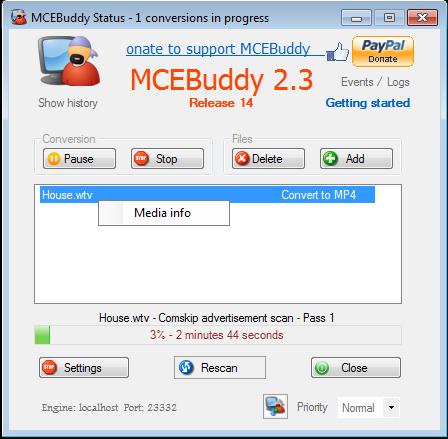 MCEBuddy Status - 1 conversions in progress
onate to support MCEBuddy
PayPal
Donate
MCEBuddy 2.3
Events / Logs
Show history
Release 14
Getting started
Conversion
Files
Pause
STOP
Stop
Delete
Add
House.wtv
Convert to MP4
Media info
House.wtv - Comskip advertisement scan - Pass 1
3% - 2 minutes 44 seconds
STOP
Settings
Rescan
Close
Engine: localhost Port: 23332
Priority
Normal